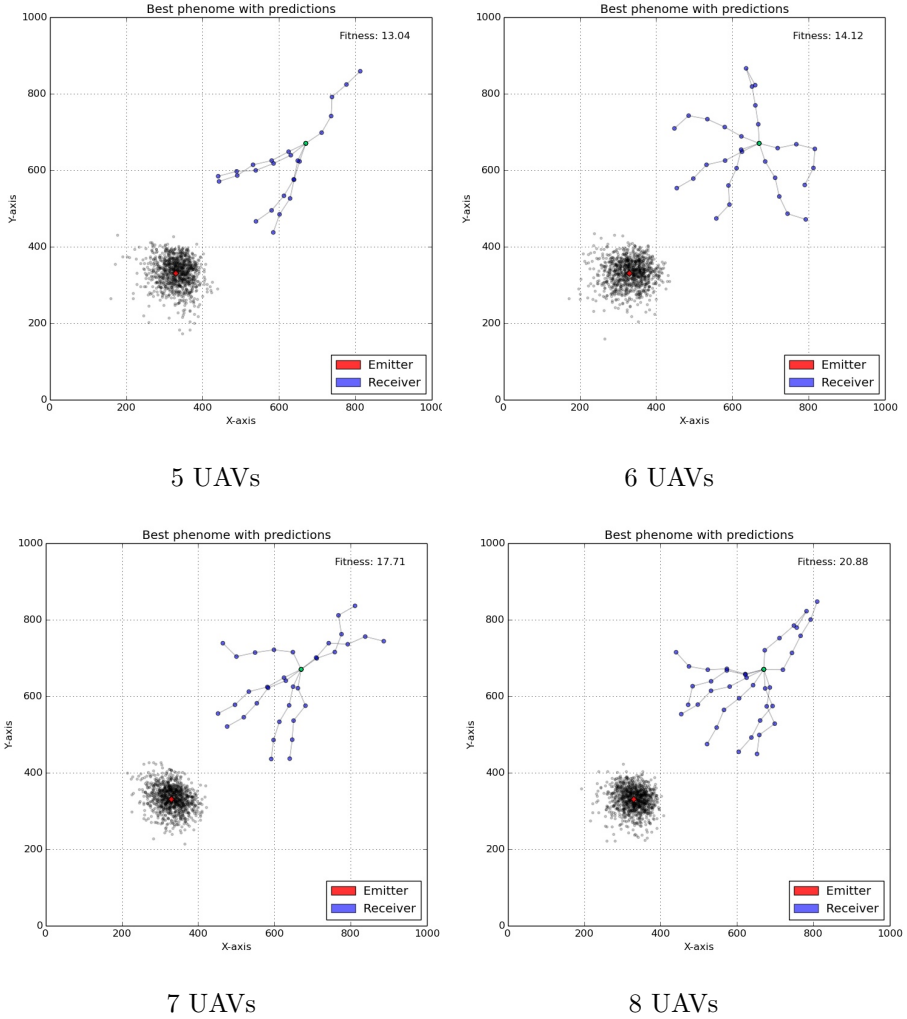 Best phenome with predictions
Fitness: 13.04
1000
800
600
400
200
0
Y-axis
0 200 400 600 800 1000
X-axis
Emitter
Receiver
5 UAVs
Best phenome with predictions
Fitness: 14.12
1000
800
600
400
200
0
Y-axis
0 200 400 600 800 1000
X-axis
Emitter
Receiver
6 UAVs
Best phenome with predictions
Fitness: 17.71
1000
800
600
400
200
0
Y-axis
0 200 400 600 800 1000
X-axis
Emitter
Receiver
7 UAVs
Best phenome with predictions
Fitness: 20.88
1000
800
600
400
200
0
Y-axis
0 200 400 600 800 1000
X-axis
Emitter
Receiver
8 UAVs